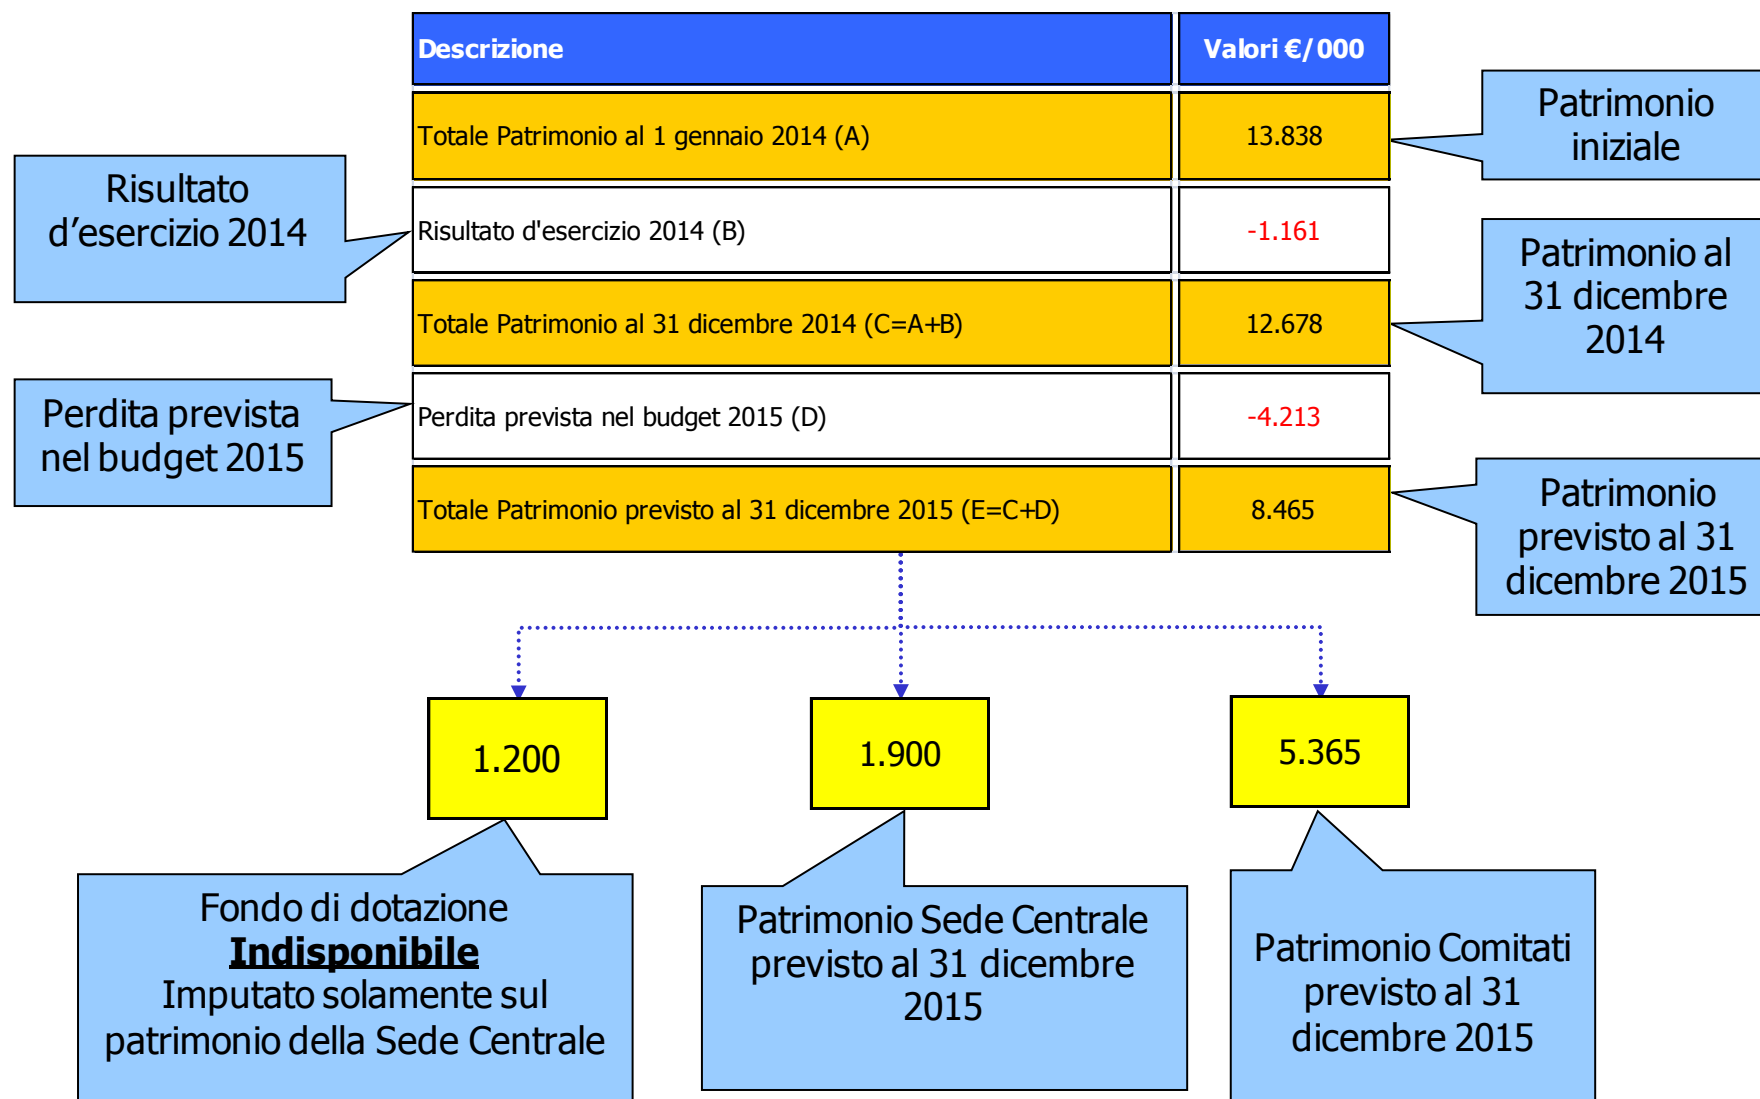 Descrizione Valori €/000
Totale Patrimonio al 1 gennaio 2014 (A) 13.838
Patrimonio
iniziale
Risultato
d’esercizio 2014
Risultato d'esercizio 2014 (B) -1.161
Totale Patrimonio al 31 dicembre 2014 (C=A+B) 12.678
Patrimonio al
31 dicembre
2014
Perdita prevista
nel budget 2015
Perdita prevista nel budget 2015 (D) -4.213
Totale Patrimonio previsto al 31 dicembre 2015 (E=C+D) 8.465
Patrimonio
previsto al 31
dicembre 2015
1.200
1.900
5.365
Fondo di dotazione
Indisponibile
Imputato solamente sul
patrimonio della Sede Centrale
Patrimonio Sede Centrale
previsto al 31 dicembre
2015
Patrimonio Comitati
previsto al 31
dicembre 2015